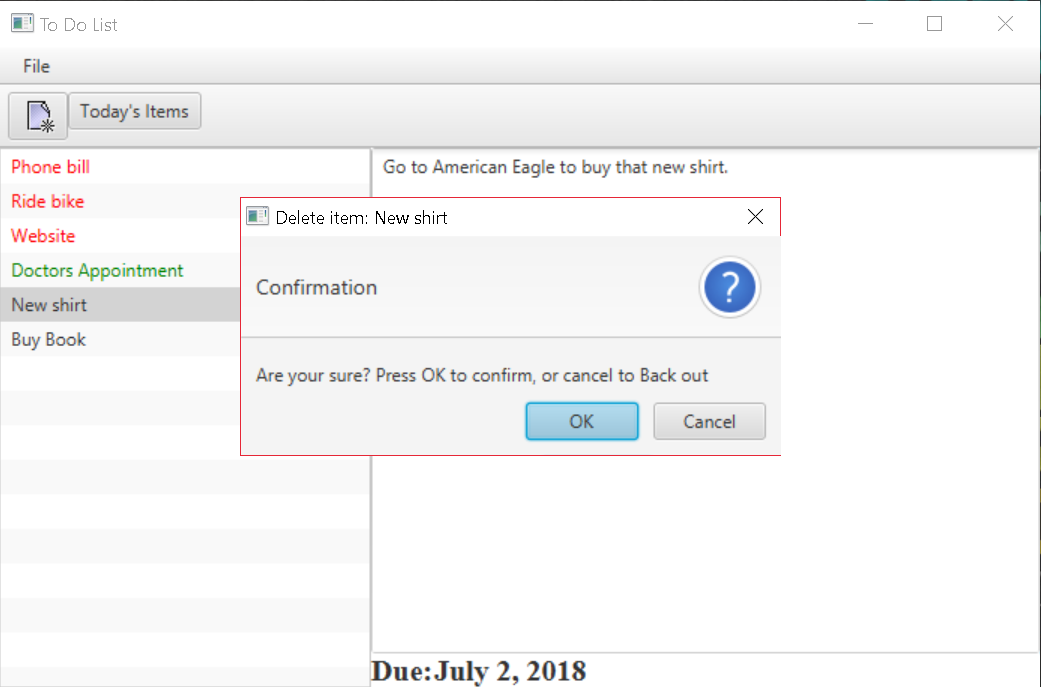 To Do List
File
Today's Items
Phone bill
Ride bike
Website
Doctors Appointment
New shirt
Buy Book
Go to American Eagle to buy that new shirt.
Delete item: New shirt
Confirmation
?
Are your sure? Press OK to confirm, or cancel to Back out
OK
Cancel
Due:July 2, 2018